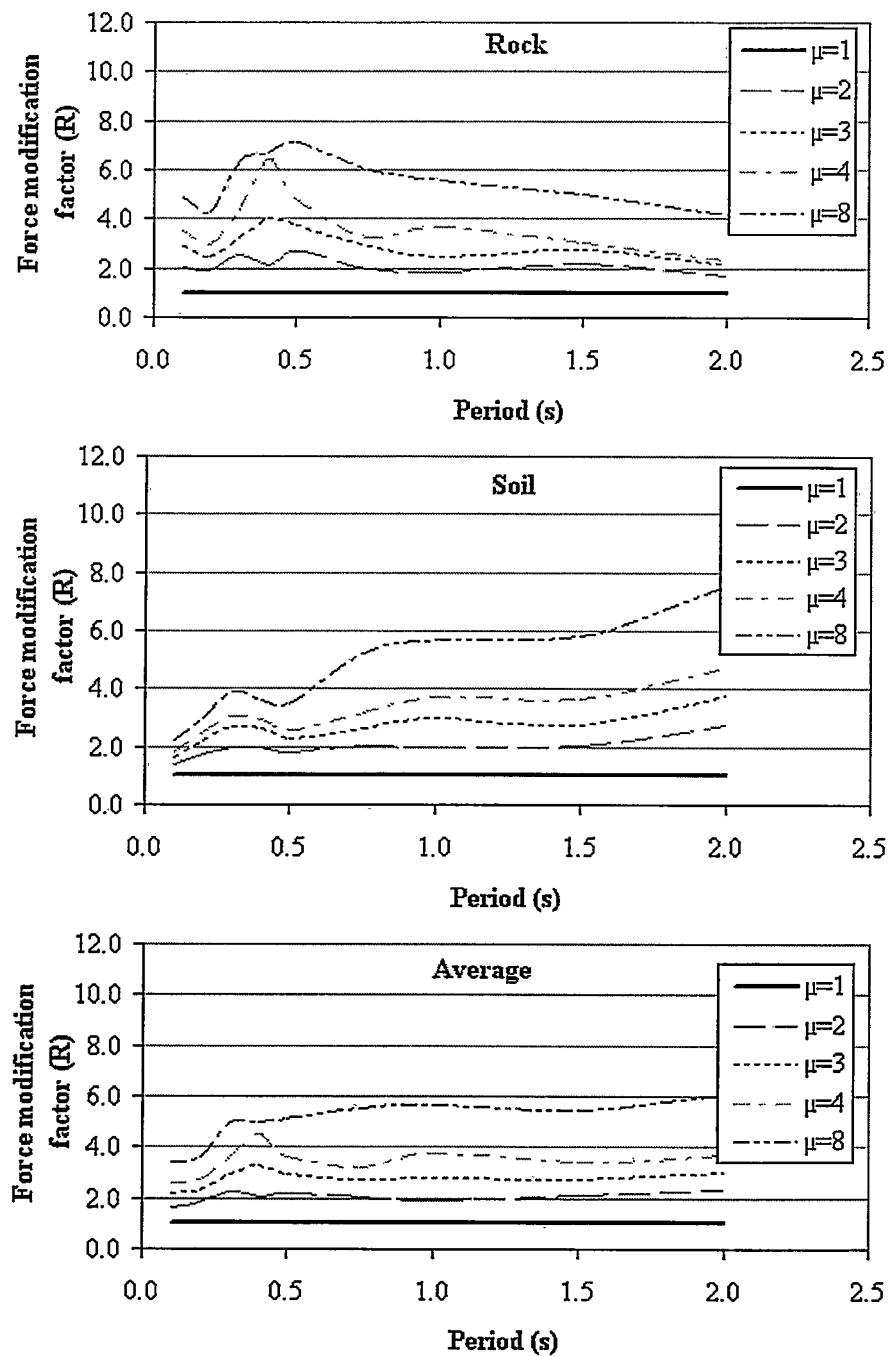 Rock
Force modification
factor (R)
12.0
10.0
8.0
6.0
4.0
2.0
0.0
0.0 0.5 1.0 1.5 2.0 2.5
Period (s)
μ=1
μ=2
μ=3
μ=4
μ=8
Soil
Force modification
factor (R)
12.0
10.0
8.0
6.0
4.0
2.0
0.0
0.0 0.5 1.0 1.5 2.0 2.5
Period (s)
μ=1
μ=2
μ=3
μ=4
μ=8
Average
Force modification
factor (R)
12.0
10.0
8.0
6.0
4.0
2.0
0.0
0.0 0.5 1.0 1.5 2.0 2.5
Period (s)
μ=1
μ=2
μ=3
μ=4
μ=8